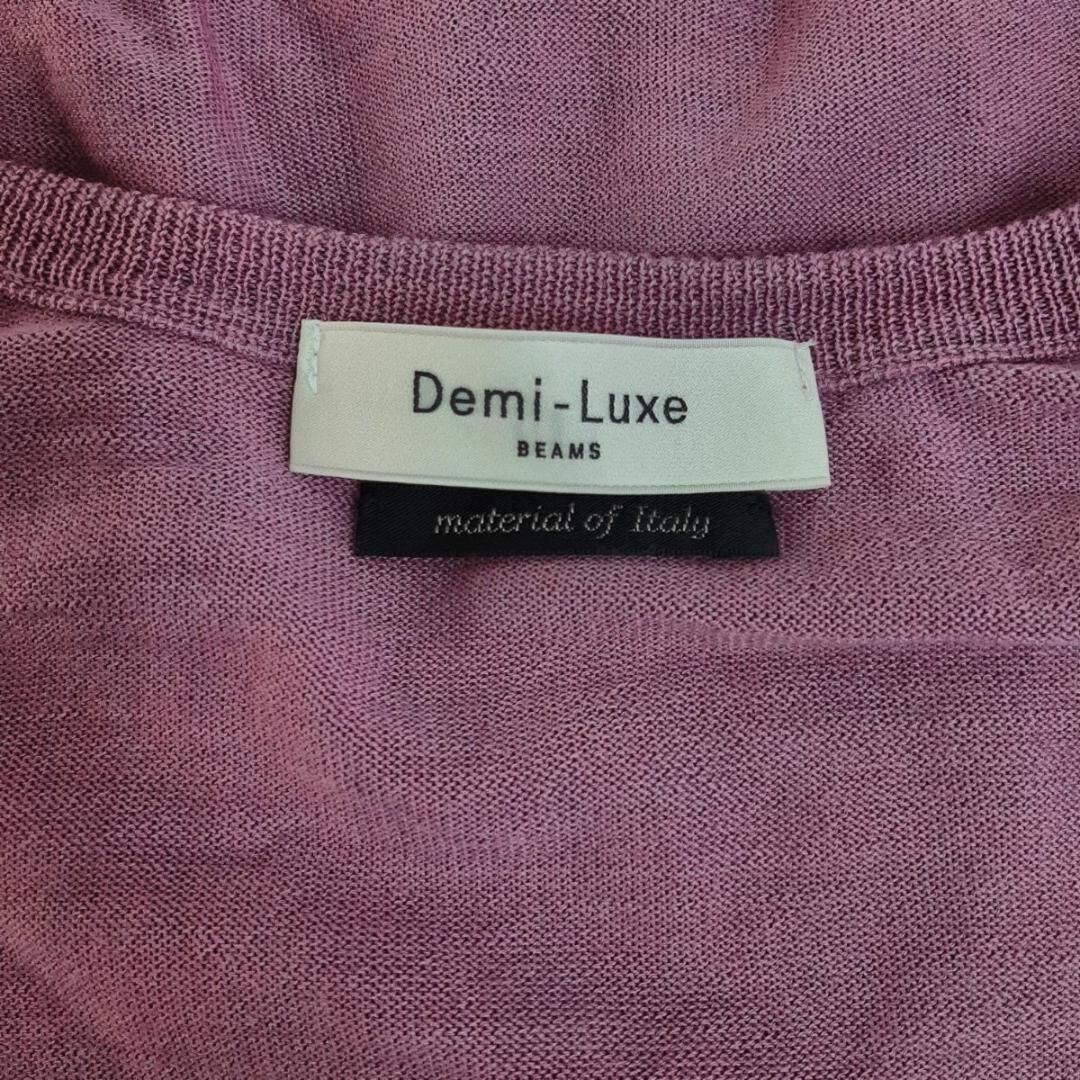 Demi-Luxe
BEAMS
material of Italy